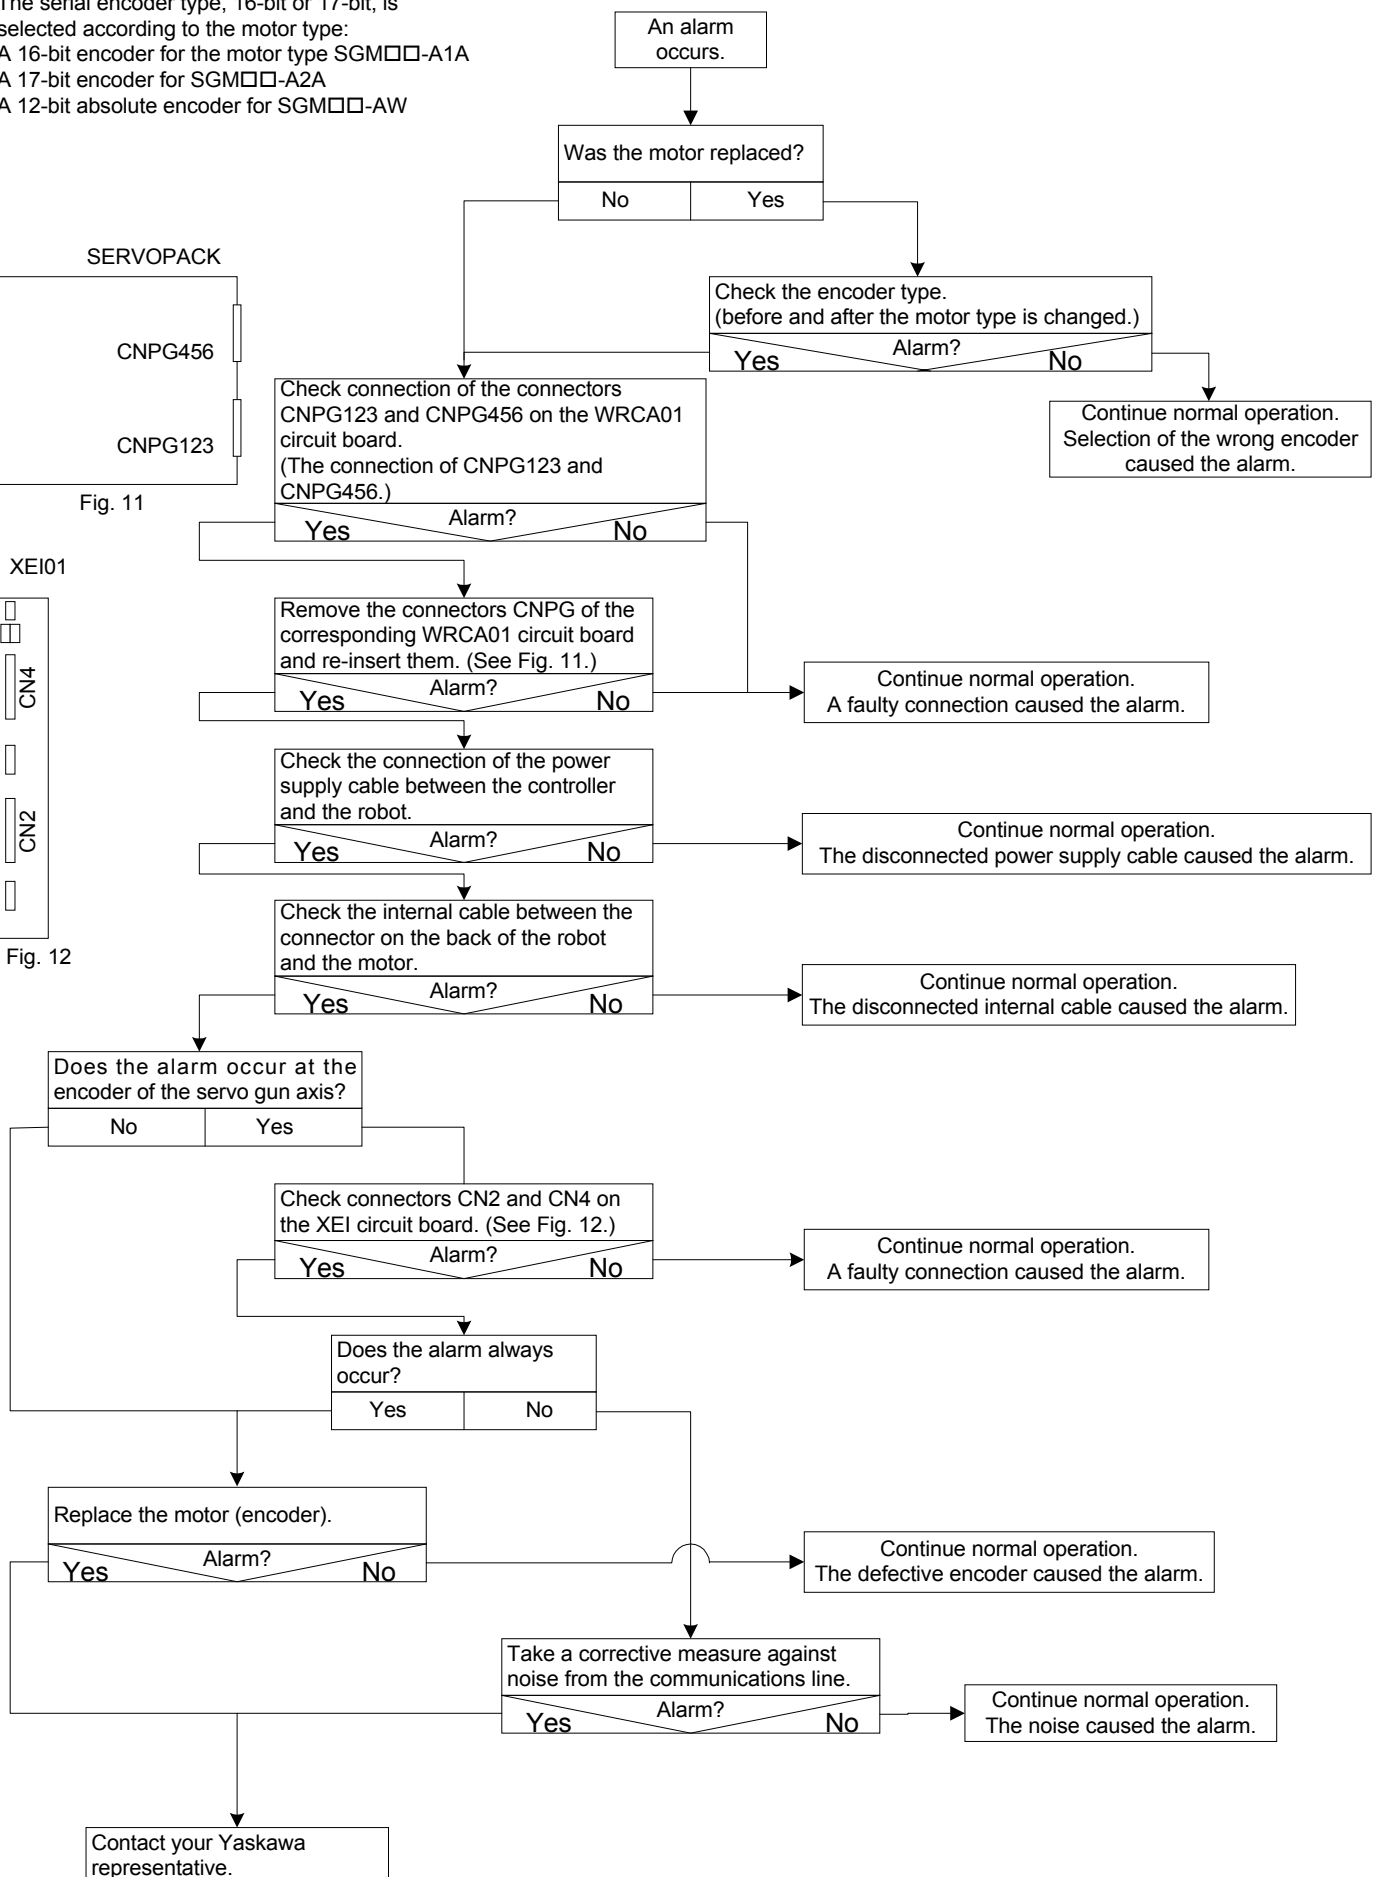 The serial encoder type, 16-bit or 17-bit, is
selected according to the motor type:
A 16-bit encoder for the motor type SGM□□-A1A
A 17-bit encoder for SGM□□-A2A
A 12-bit absolute encoder for SGM□□-AW
An alarm
occurs.
Was the motor replaced?
No
Yes
SERVOPACK
CNPG456
CNPG123
Fig. 11
Check the encoder type.
(before and after the motor type is changed.)
Alarm?
Yes
No
Continue normal operation.
Selection of the wrong encoder
caused the alarm.
Check connection of the connectors
CNPG123 and CNPG456 on the WRCA01
circuit board.
(The connection of CNPG123 and
CNPG456.)
Alarm?
Yes
No
XEI01
CN4
CN2
Fig. 12
Remove the connectors CNPG of the
corresponding WRCA01 circuit board
and re-insert them. (See Fig. 11.)
Alarm?
Yes
No
Continue normal operation.
A faulty connection caused the alarm.
Check the connection of the power
supply cable between the controller
and the robot.
Alarm?
Yes
No
Continue normal operation.
The disconnected power supply cable caused the alarm.
Check the internal cable between the
connector on the back of the robot
and the motor.
Alarm?
Yes
No
Continue normal operation.
The disconnected internal cable caused the alarm.
Does the alarm occur at the
encoder of the servo gun axis?
No
Yes
Check connectors CN2 and CN4 on
the XEI circuit board. (See Fig. 12.)
Alarm?
Yes
No
Continue normal operation.
A faulty connection caused the alarm.
Does the alarm always
occur?
Yes
No
Replace the motor (encoder).
Alarm?
Yes
No
Continue normal operation.
The defective encoder caused the alarm.
Take a corrective measure against
noise from the communications line.
Alarm?
Yes
No
Continue normal operation.
The noise caused the alarm.
Contact your Yaskawa
representative.